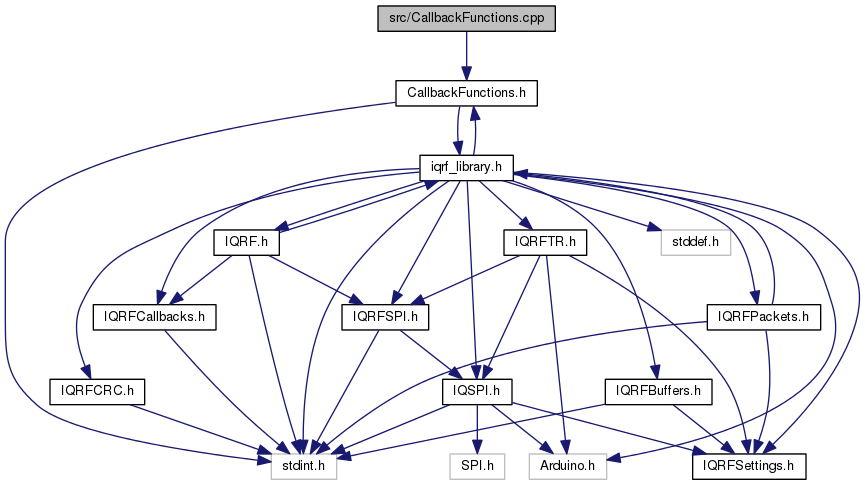 src/CallbackFunctions.cpp
CallbackFunctions.h
iqrf_library.h
IQRF.h
IQRFTR.h
stddef.h
IQRFCallbacks.h
IQRFSPI.h
IQRFPackets.h
IQRFCRC.h
IQSPI.h
IQRFBuffers.h
stdint.h
SPI.h
Arduino.h
IQRFSettings.h